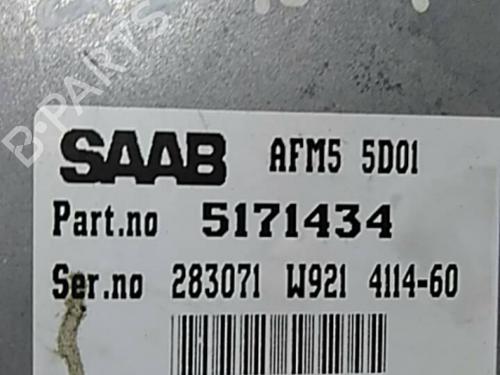 B-PARTS
SAAB AFM5 5D01
Part.no 5171434
Ser.no 283071 W921 4114-60